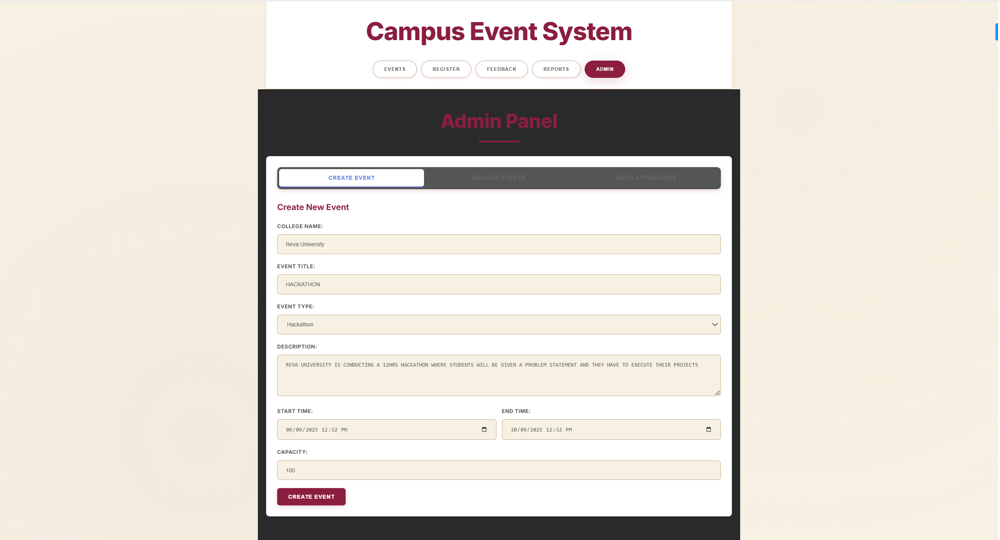 Campus Event System
EVENTS REGISTER FEEDBACK REPORTS ADMIN
Admin Panel
CREATE EVENT MANAGE EVENTS MARK ATTENDANCE
Create New Event
COLLEGE NAME:
Reva University
EVENT TITLE:
HACKATHON
EVENT TYPE:
Hackathon
DESCRIPTION:
REVA UNIVERSITY IS CONDUCTING A 12HRS HACKATHON WHERE STUDENTS WILL BE GIVEN A PROBLEM STATEMENT AND THEY HAVE TO EXECUTE THEIR PROJECTS
START TIME: END TIME:
09/09/2025 12:52 PM 10/09/2025 12:52 PM
CAPACITY:
100
CREATE EVENT